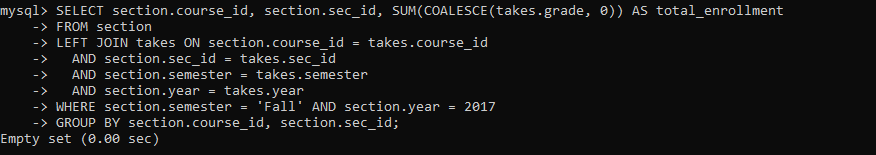 mysql> SELECT section.course_id, section.sec_id, SUM(COALESCE(takes.grade, 0)) AS total_enrollment
    -> FROM section
    -> LEFT JOIN takes ON section.course_id = takes.course_id
    ->   AND section.sec_id = takes.sec_id
    ->   AND section.semester = takes.semester
    ->   AND section.year = takes.year
    -> WHERE section.semester = 'Fall' AND section.year = 2017
    -> GROUP BY section.course_id, section.sec_id;
Empty set (0.00 sec)